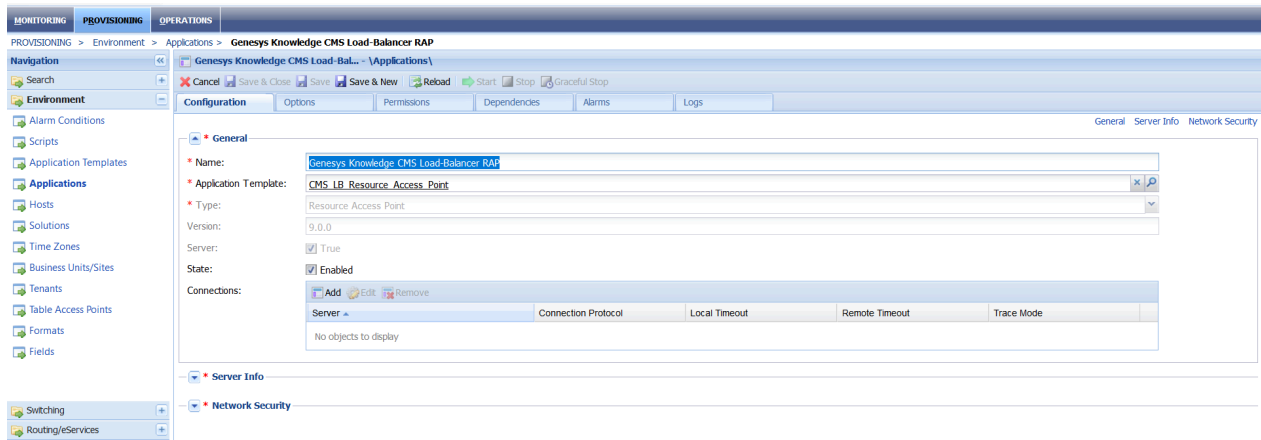 MONITORING PROVISIONING OPERATIONS
PROVISIONING > Environment > Applications > Genesys Knowledge CMS Load-Balancer RAP
Navigation
Search
Environment
Alarm Conditions
Scripts
Application Templates
Applications
Hosts
Solutions
Time Zones
Business Units/Sites
Tenants
Table Access Points
Formats
Fields
Switching
Routing/eServices
Genesys Knowledge CMS Load-Bal... - \Applications\
Cancel Save & Close Save Save & New Reload Start Stop Graceful Stop
Configuration Options Permissions Dependencies Alarms Logs
General Server Info Network Security
* General
* Name: Genesys Knowledge CMS Load-Balancer RAP
* Application Template: CMS_LB_Resource_Access_Point
* Type: Resource Access Point
Version: 9.0.0
Server: True
State: Enabled
Connections: Add Edit Remove
Server Connection Protocol Local Timeout Remote Timeout Trace Mode
No objects to display
* Server Info
* Network Security